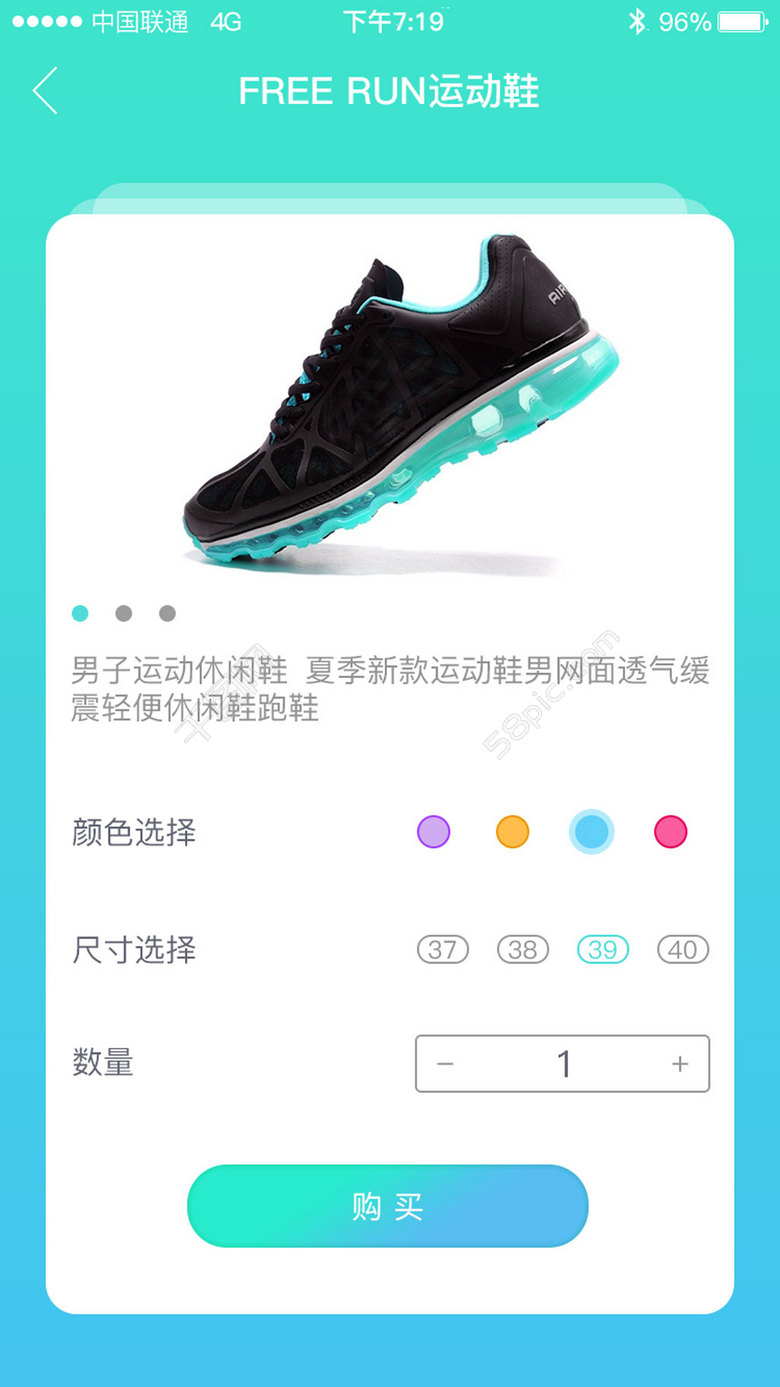 中国联通 4G 下午7:19 96%
FREE RUN运动鞋
AIR
男子运动休闲鞋 夏季新款运动鞋男网面透气缓
震轻便休闲鞋跑鞋
千图网
58pic.com
颜色选择
尺寸选择 37 38 39 40
数量 − 1 +
购买